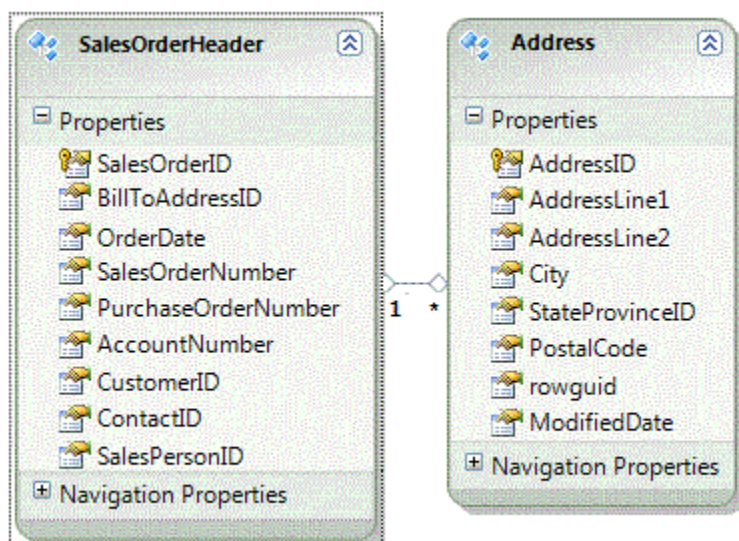 SalesOrderHeader
Properties
SalesOrderID
BillToAddressID
OrderDate
SalesOrderNumber
PurchaseOrderNumber
AccountNumber
CustomerID
ContactID
SalesPersonID
Navigation Properties
1 *
Address
Properties
AddressID
AddressLine1
AddressLine2
City
StateProvinceID
PostalCode
rowguid
ModifiedDate
Navigation Properties